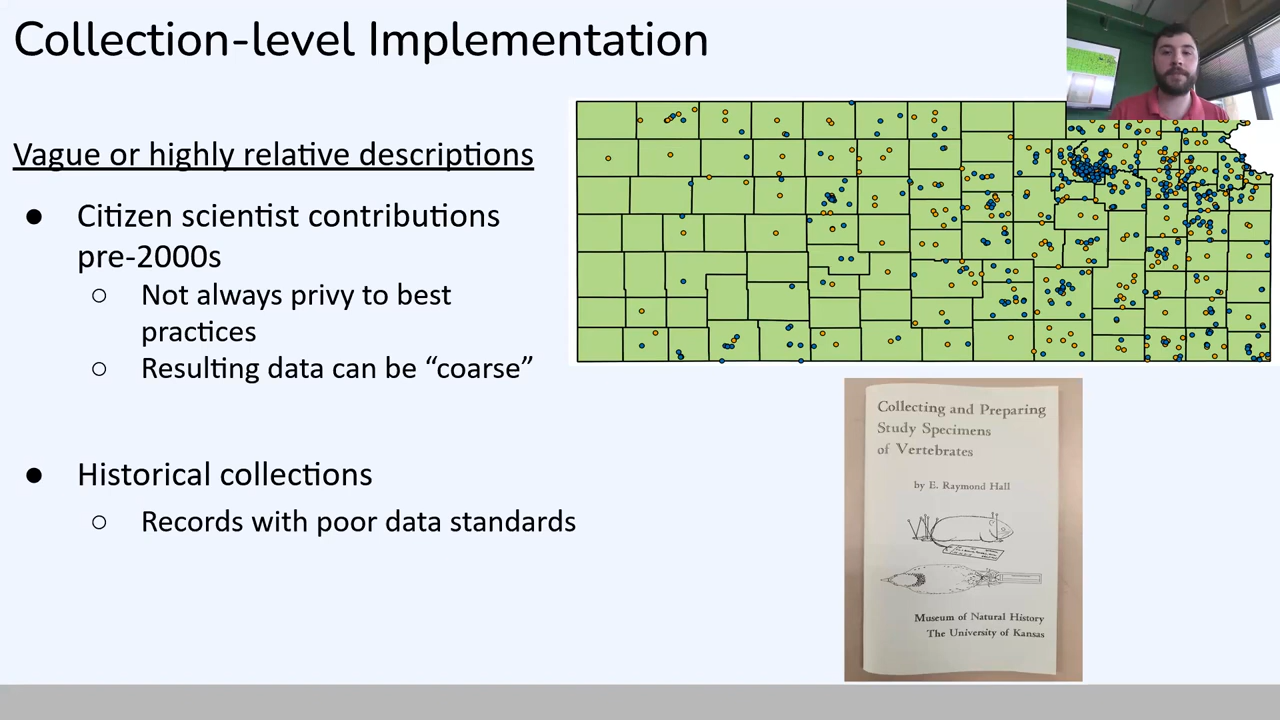 Collection-level Implementation
Vague or highly relative descriptions
● Citizen scientist contributions
pre-2000s
○ Not always privy to best
practices
○ Resulting data can be “coarse”
● Historical collections
○ Records with poor data standards
Collecting and Preparing
Study Specimens
of Vertebrates
by E. Raymond Hall
Museum of Natural History
The University of Kansas